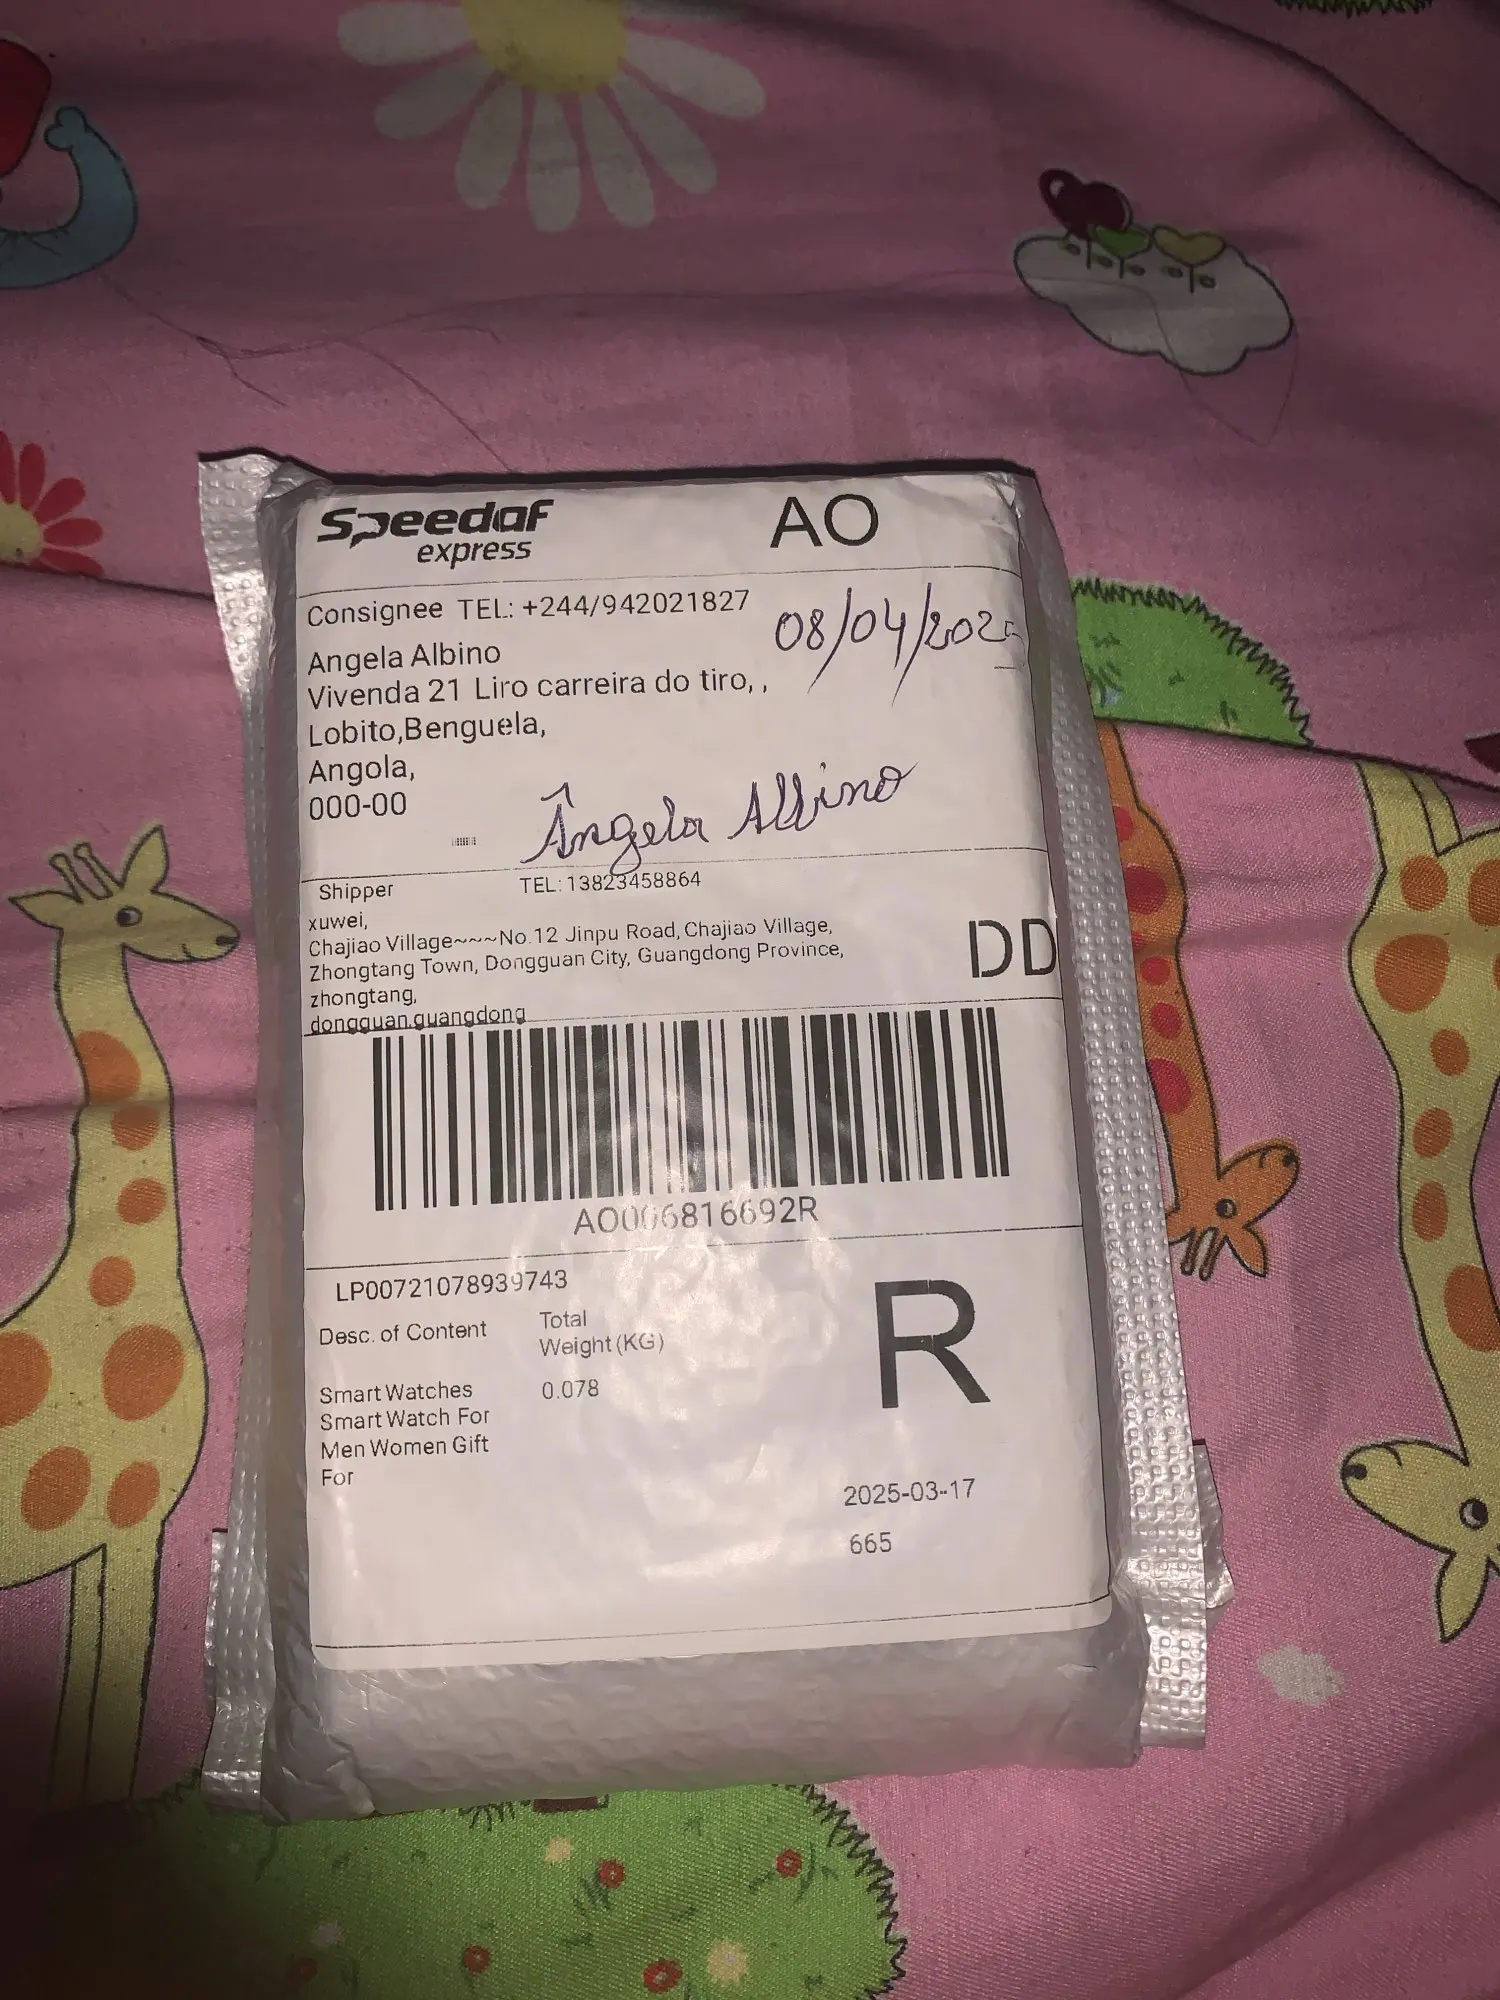 Speedaf
express
AO
Consignee TEL: +244/942021827
08/04/2025
Angela Albino
Vivenda 21 Liro carreira do tiro, ,
Lobito,Benguela,
Angola,
000-00
Ângela Albino
Shipper TEL: 13823458864
xuwei,
Chajiao Village~~~No.12 Jinpu Road, Chajiao Village,
Zhongtang Town, Dongguan City, Guangdong Province,
zhongtang,
dongguan,guangdong
DD
AO006816692R
LP00721078939743
Desc. of Content Total
Weight(KG)
R
Smart Watches 0.078
Smart Watch For
Men Women Gift
For
2025-03-17
665